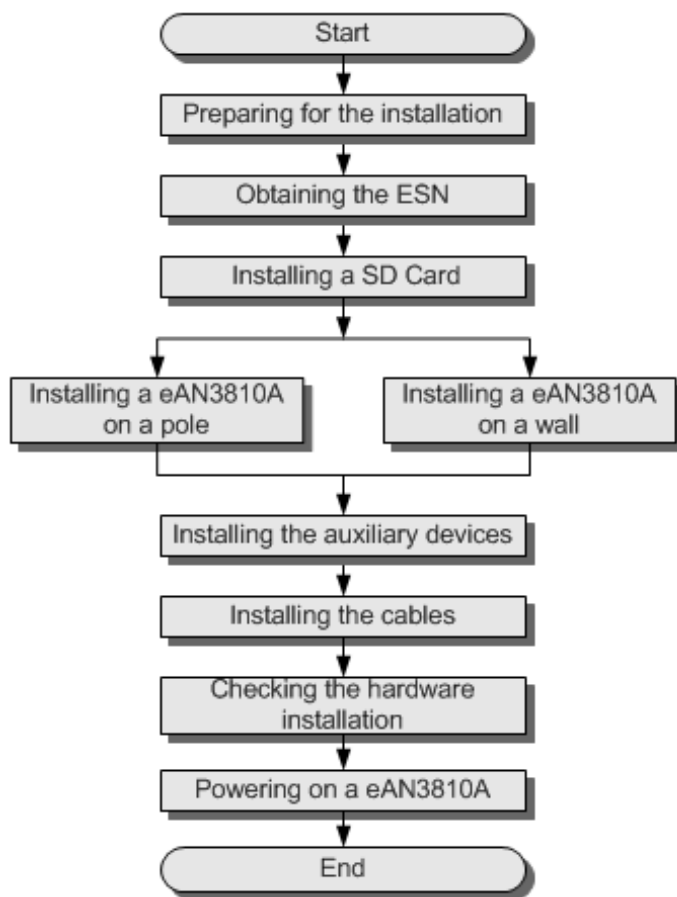 Start
Preparing for the installation
Obtaining the ESN
Installing a SD Card
Installing a eAN3810A
on a pole
Installing a eAN3810A
on a wall
Installing the auxiliary devices
Installing the cables
Checking the hardware
installation
Powering on a eAN3810A
End